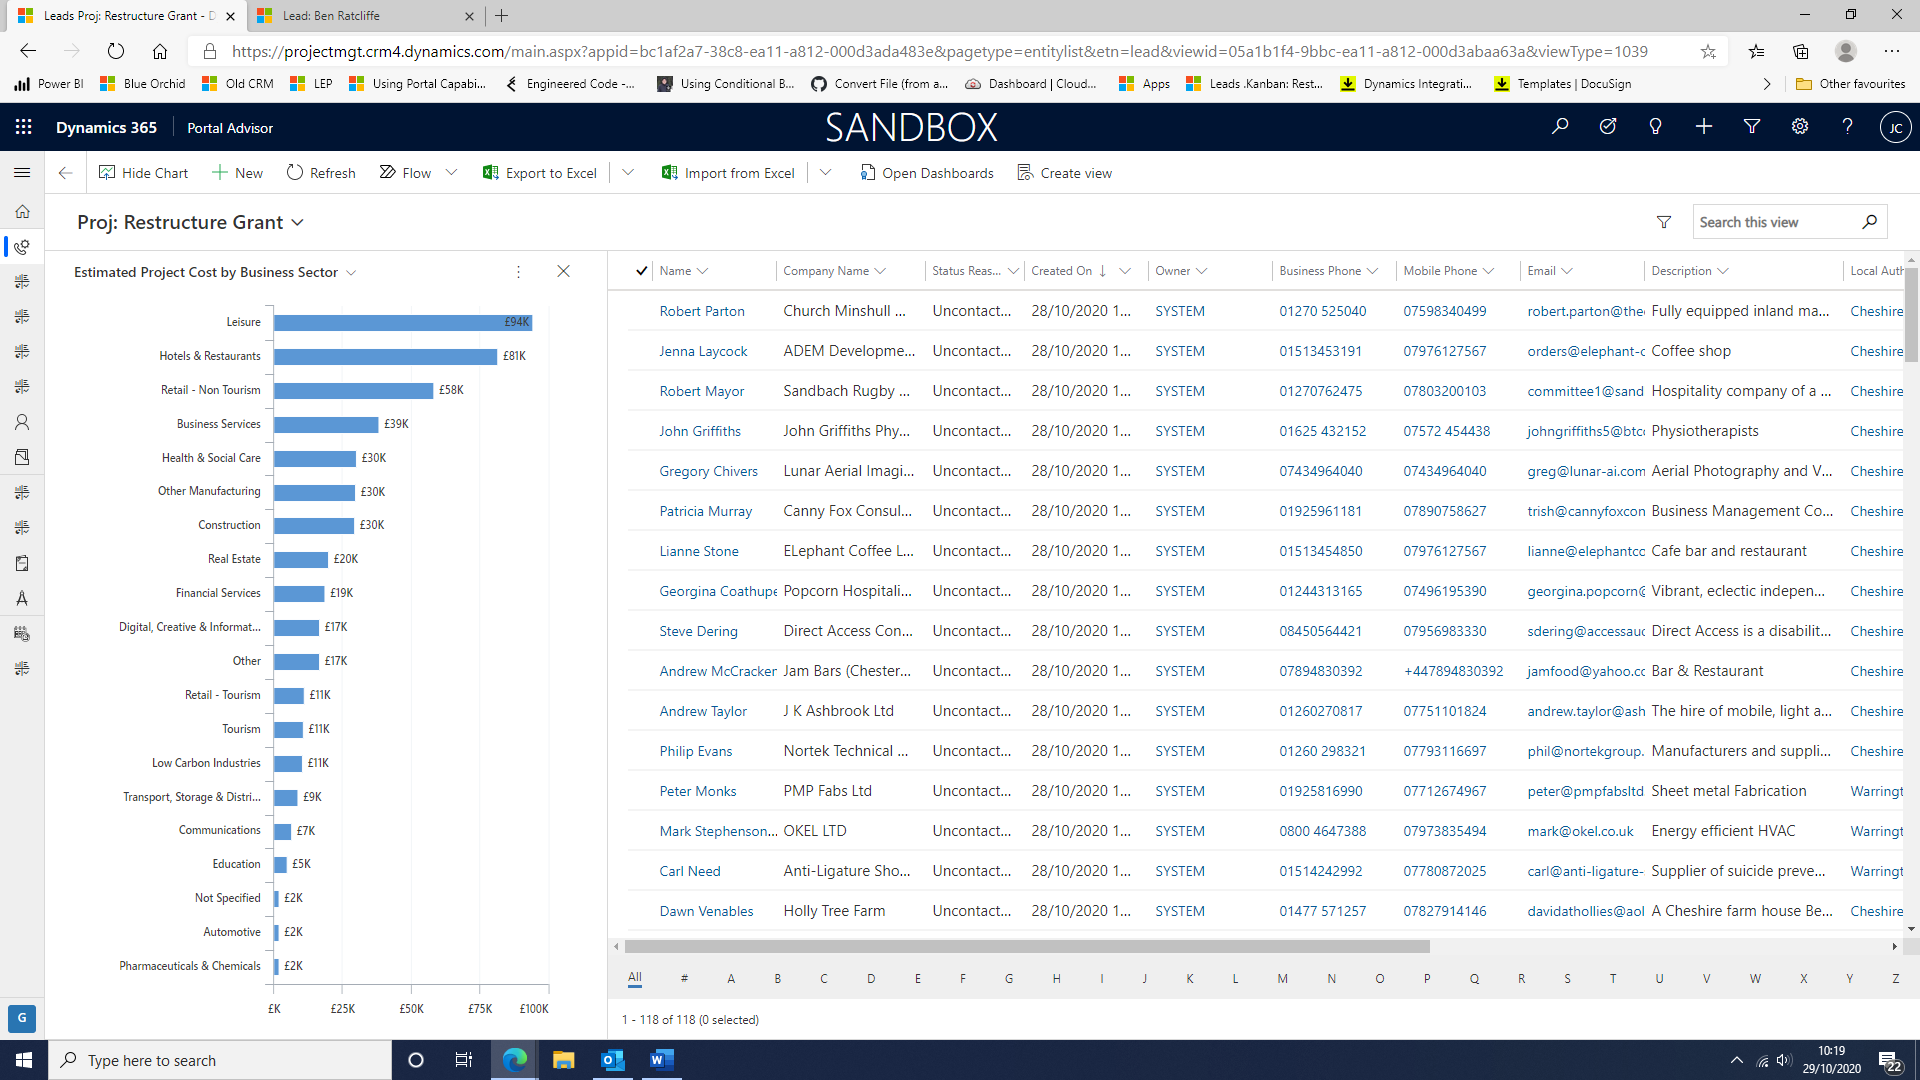 Leads Proj: Restructure Grant - D
Lead: Ben Ratcliffe
https://projectmgt.crm4.dynamics.com/main.aspx?appid=bc1af2a7-38c8-ea11-a812-000d3ada483e&pagetype=entitylist&etn=lead&viewid=05a1b1f4-9bbc-ea11-a812-000d3abaa63a&viewType=1039
Power BI Blue Orchid Old CRM LEP Using Portal Capabi... Engineered Code -... Using Conditional B... Convert File (from a... Dashboard | Cloud... Apps Leads .Kanban: Rest... Dynamics Integrati... Templates | DocuSign Other favourites
Dynamics 365 Portal Advisor SANDBOX JC
Hide Chart New Refresh Flow Export to Excel Import from Excel Open Dashboards Create view
Proj: Restructure Grant Search this view
Estimated Project Cost by Business Sector
Leisure £94K
Hotels & Restaurants £81K
Retail - Non Tourism £58K
Business Services £39K
Health & Social Care £30K
Other Manufacturing £30K
Construction £30K
Real Estate £20K
Financial Services £19K
Digital, Creative & Informat... £17K
Other £17K
Retail - Tourism £11K
Tourism £11K
Low Carbon Industries £11K
Transport, Storage & Distri... £9K
Communications £7K
Education £5K
Not Specified £2K
Automotive £2K
Pharmaceuticals & Chemicals £2K
£K £25K £50K £75K £100K
Name Company Name Status Reas... Created On Owner Business Phone Mobile Phone Email Description Local Auth
Robert Parton Church Minshull ... Uncontact... 28/10/2020 1... SYSTEM 01270 525040 07598340499 robert.parton@the Fully equipped inland ma... Cheshire
Jenna Laycock ADEM Developme... Uncontact... 28/10/2020 1... SYSTEM 01513453191 07976127567 orders@elephant-c Coffee shop Cheshire
Robert Mayor Sandbach Rugby ... Uncontact... 28/10/2020 1... SYSTEM 01270762475 07803200103 committee1@sand Hospitality company of a ... Cheshire
John Griffiths John Griffiths Phy... Uncontact... 28/10/2020 1... SYSTEM 01625 432152 07572 454438 johngriffiths5@btc Physiotherapists Cheshire
Gregory Chivers Lunar Aerial Imagi... Uncontact... 28/10/2020 1... SYSTEM 07434964040 07434964040 greg@lunar-ai.com Aerial Photography and V... Cheshire
Patricia Murray Canny Fox Consul... Uncontact... 28/10/2020 1... SYSTEM 01925961181 07890758627 trish@cannyfoxcon Business Management Co... Cheshire
Lianne Stone ELephant Coffee L... Uncontact... 28/10/2020 1... SYSTEM 01513454850 07976127567 lianne@elephantco Cafe bar and restaurant Cheshire
Georgina Coathupe Popcorn Hospitali... Uncontact... 28/10/2020 1... SYSTEM 01244313165 07496195390 georgina.popcorn@ Vibrant, eclectic indepen... Cheshire
Steve Dering Direct Access Con... Uncontact... 28/10/2020 1... SYSTEM 08450564421 07956983330 sdering@accessauc Direct Access is a disabilit... Cheshire
Andrew McCracken Jam Bars (Chester... Uncontact... 28/10/2020 1... SYSTEM 07894830392 +447894830392 jamfood@yahoo.cc Bar & Restaurant Cheshire
Andrew Taylor J K Ashbrook Ltd Uncontact... 28/10/2020 1... SYSTEM 01260270817 07751101824 andrew.taylor@ash The hire of mobile, light a... Cheshire
Philip Evans Nortek Technical ... Uncontact... 28/10/2020 1... SYSTEM 01260 298321 07793116697 phil@nortekgroup. Manufacturers and suppli... Cheshire
Peter Monks PMP Fabs Ltd Uncontact... 28/10/2020 1... SYSTEM 01925816990 07712674967 peter@pmpfabsltd Sheet metal Fabrication Warringt
Mark Stephenson... OKEL LTD Uncontact... 28/10/2020 1... SYSTEM 0800 4647388 07973835494 mark@okel.co.uk Energy efficient HVAC Warringt
Carl Need Anti-Ligature Sho... Uncontact... 28/10/2020 1... SYSTEM 01514242992 07780872025 carl@anti-ligature- Supplier of suicide preve... Warringt
Dawn Venables Holly Tree Farm Uncontact... 28/10/2020 1... SYSTEM 01477 571257 07827914146 davidathollies@aol A Cheshire farm house Be... Cheshire
All # A B C D E F G H I J K L M N O P Q R S T U V W X Y Z
1 - 118 of 118 (0 selected)
G
Type here to search
10:19
29/10/2020
22